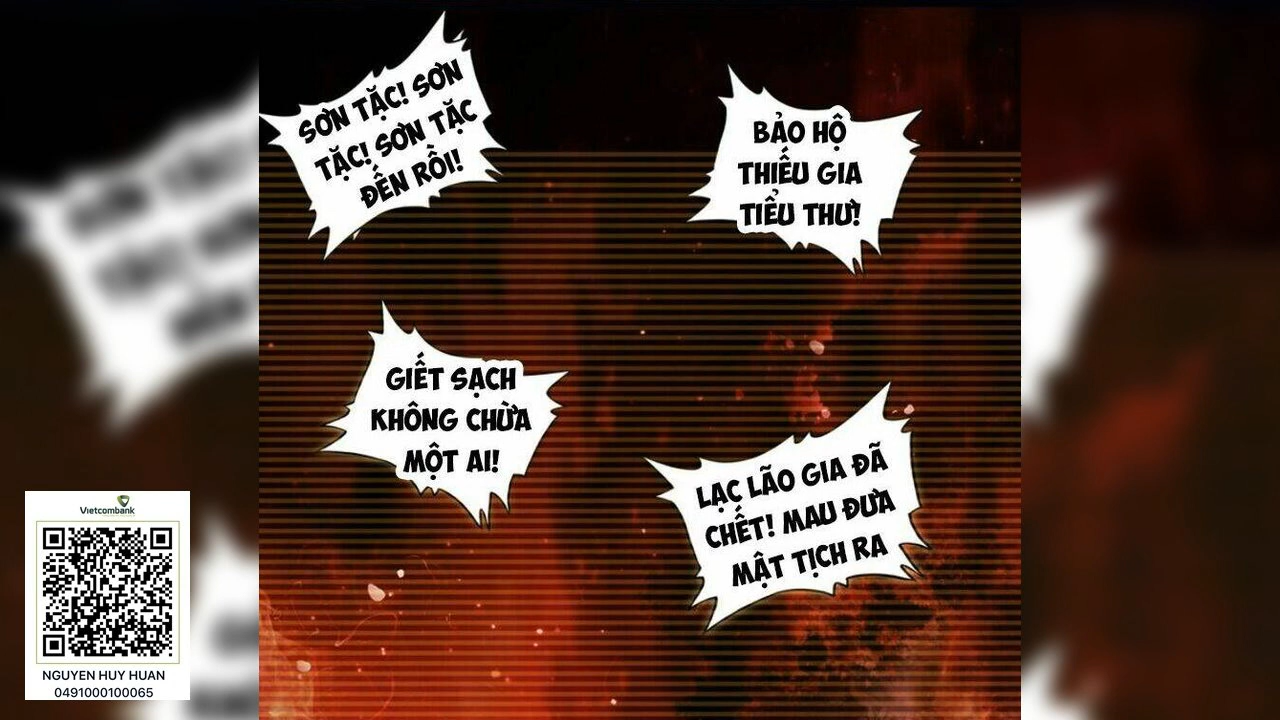 SƠN TẶC! SƠN
TẶC! SƠN TẶC
ĐẾN RỒI!
BẢO HỘ
THIẾU GIA
TIỂU THƯ!
GIẾT SẠCH
KHÔNG CHỪA
MỘT AI!
LẠC LÃO GIA ĐÃ
CHẾT! MAU ĐƯA
MẬT TỊCH RA
Vietcombank
NGUYEN HUY HUAN
0491000100065